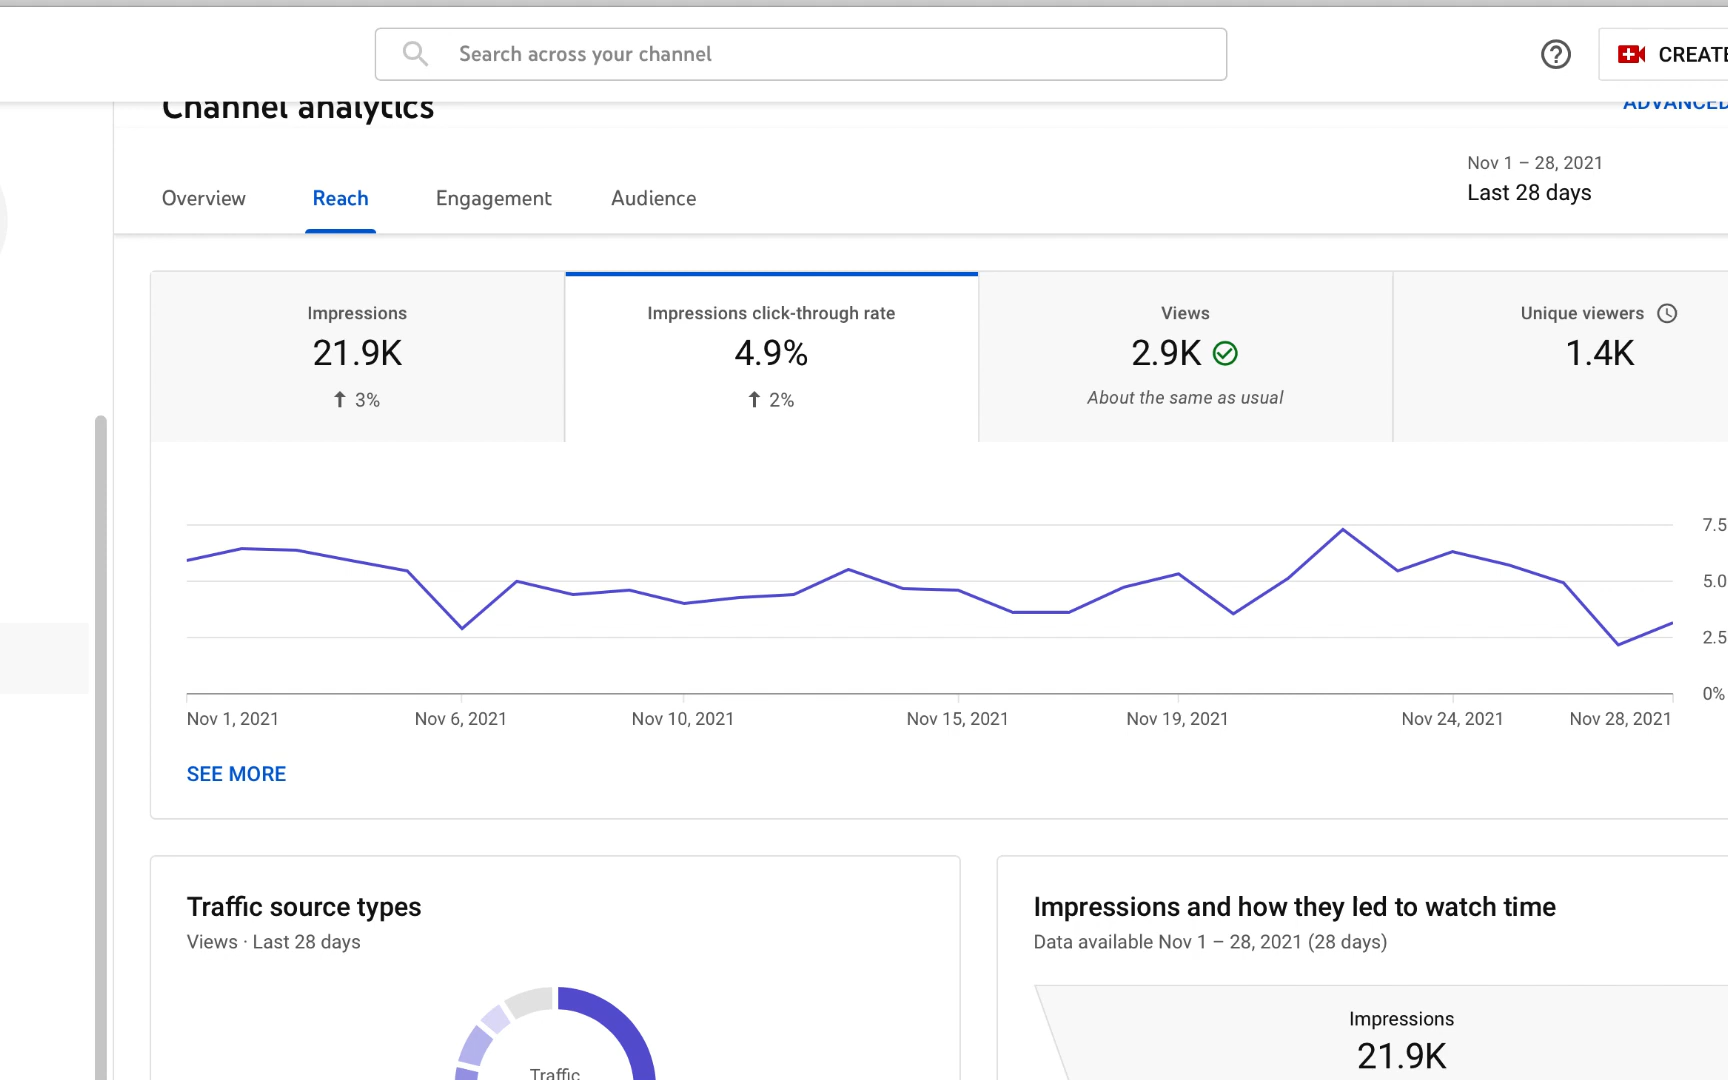 Search across your channel
CREATE
Channel analytics
ADVANCED
Nov 1 – 28, 2021
Last 28 days
Overview
Reach
Engagement
Audience
Impressions
21.9K
3%
Impressions click-through rate
4.9%
2%
Views
2.9K
About the same as usual
Unique viewers
1.4K
7.5
5.0
2.5
0%
Nov 1, 2021
Nov 6, 2021
Nov 10, 2021
Nov 15, 2021
Nov 19, 2021
Nov 24, 2021
Nov 28, 2021
SEE MORE
Traffic source types
Views · Last 28 days
Traffic
Impressions and how they led to watch time
Data available Nov 1 – 28, 2021 (28 days)
Impressions
21.9K